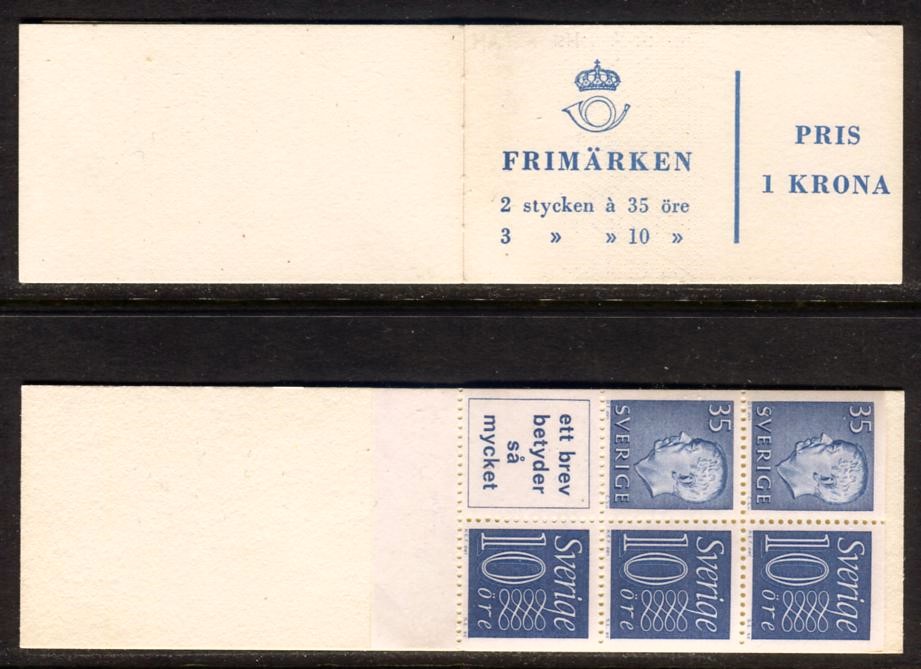 FRIMÄRKEN
2 stycken à 35 öre
3 » » 10 »
PRIS
1 KRONA
ett brev
betyder
så
mycket
35
SVERIGE
35
SVERIGE
Sverige
10
öre
Sverige
10
öre
Sverige
10
öre